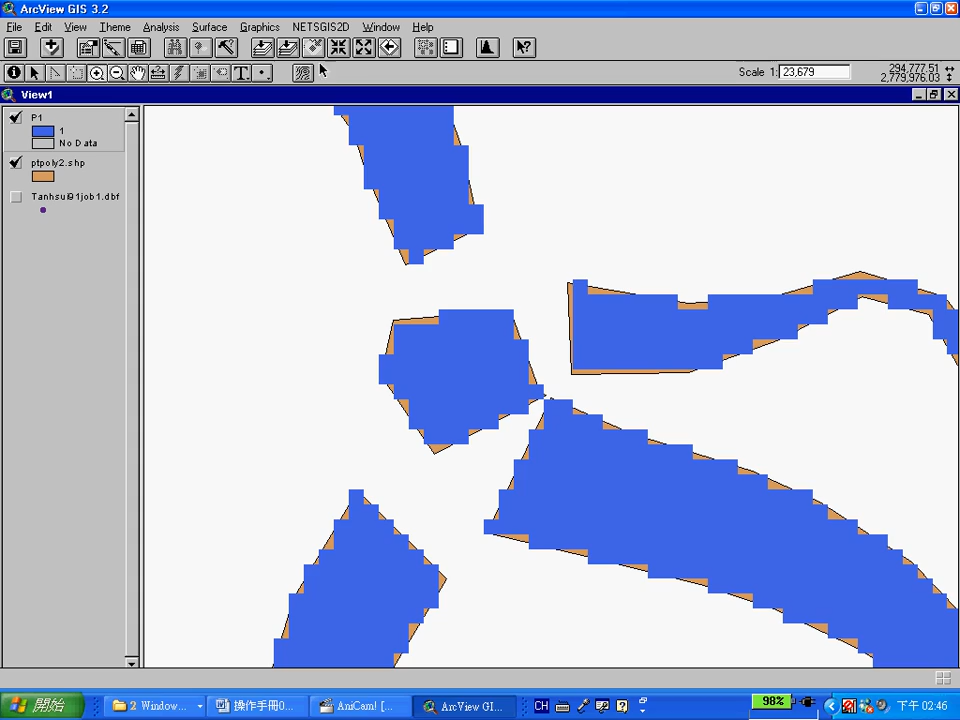 ArcView GIS 3.2
File Edit View Theme Analysis Surface Graphics NETSGIS2D Window Help
Scale 1: 23,679
294,777.51
2,779,976.03
View1
P1
1
No Data
ptpoly2.shp
Tanhsui91job1.dbf
開始
2 Window...
操作手冊0...
AniCam! [...
ArcView GI...
CH
98%
下午 02:46